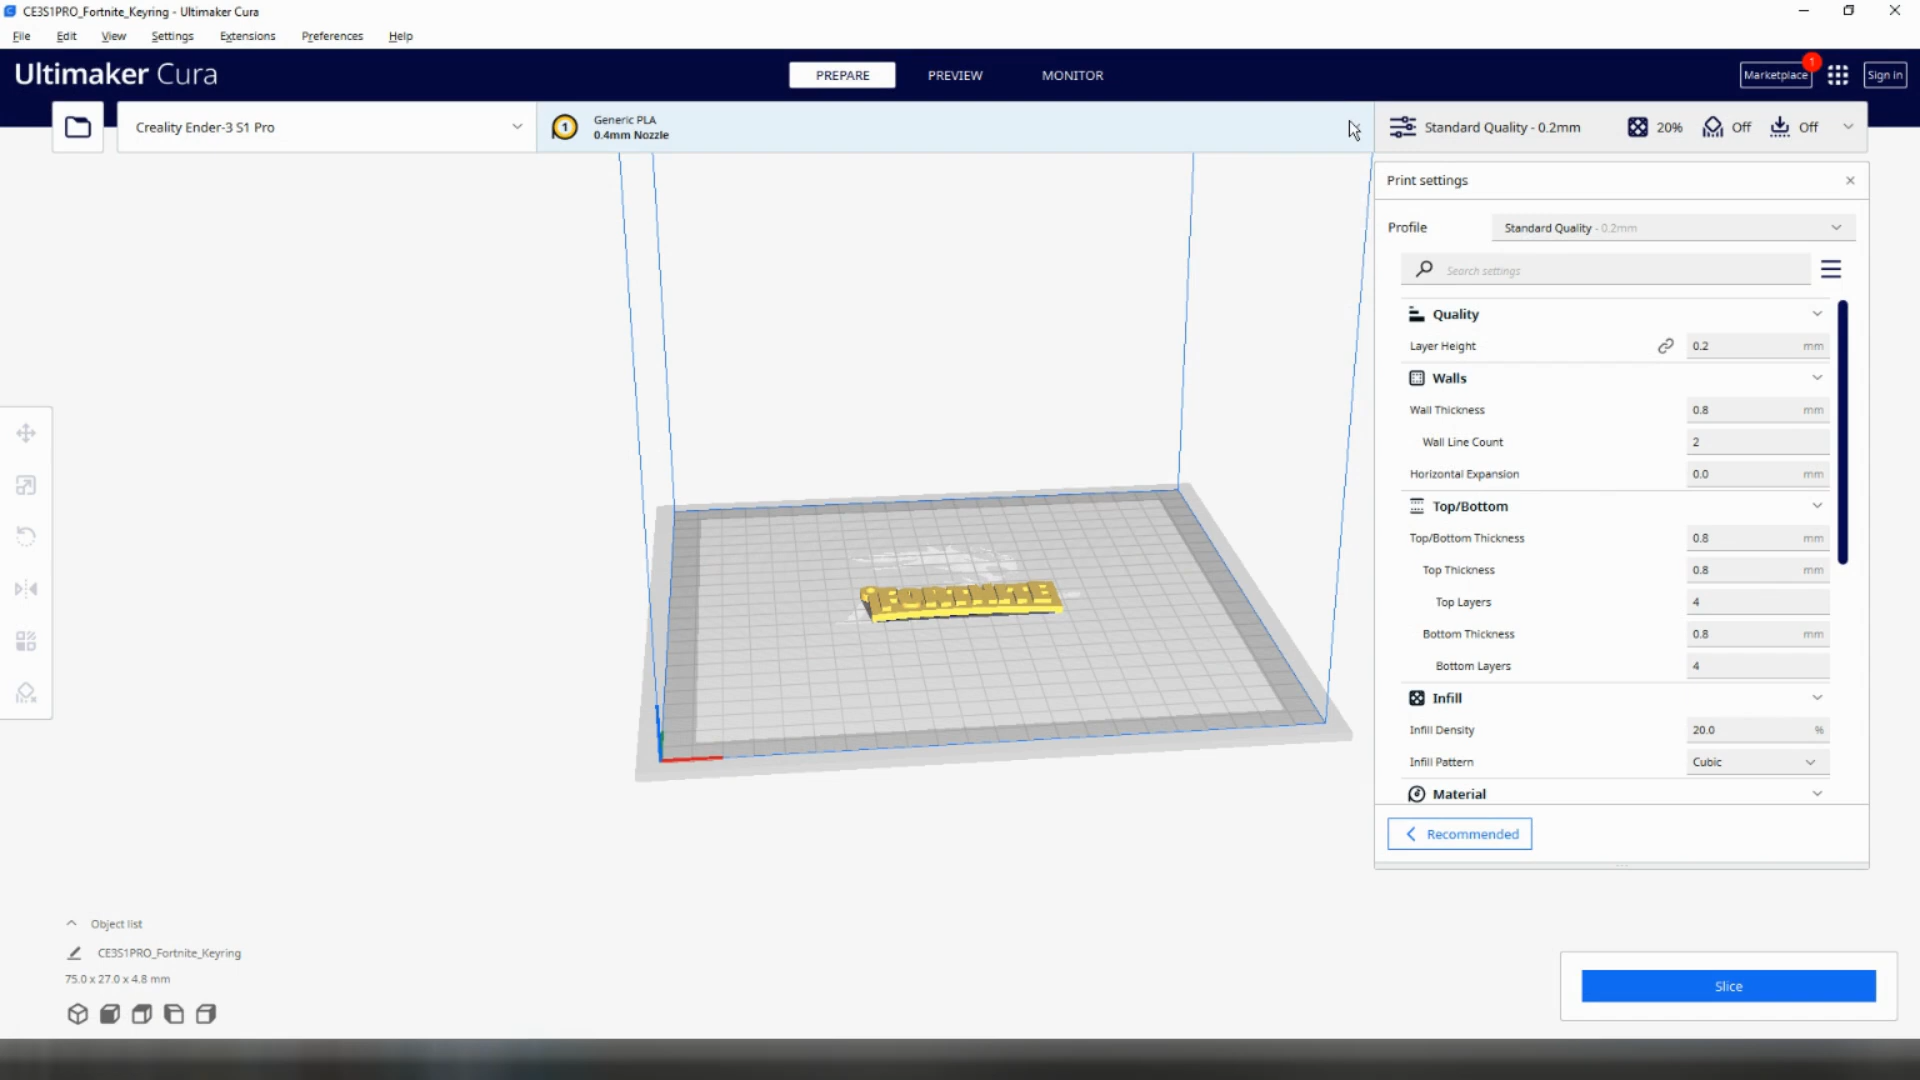 CE3S1PRO_Fortnite_Keyring - Ultimaker Cura
File Edit View Settings Extensions Preferences Help
Ultimaker Cura
PREPARE PREVIEW MONITOR
Marketplace 1
Sign in
Creality Ender-3 S1 Pro
1
Generic PLA
0.4mm Nozzle
Standard Quality - 0.2mm 20% Off Off
Print settings
Profile Standard Quality - 0.2mm
Search settings
Quality
Layer Height 0.2 mm
Walls
Wall Thickness 0.8 mm
Wall Line Count 2
Horizontal Expansion 0.0 mm
Top/Bottom
Top/Bottom Thickness 0.8 mm
Top Thickness 0.8 mm
Top Layers 4
Bottom Thickness 0.8 mm
Bottom Layers 4
Infill
Infill Density 20.0 %
Infill Pattern Cubic
Material
Recommended
FORTNITE
Object list
CE3S1PRO_Fortnite_Keyring
75.0 x 27.0 x 4.8 mm
Slice